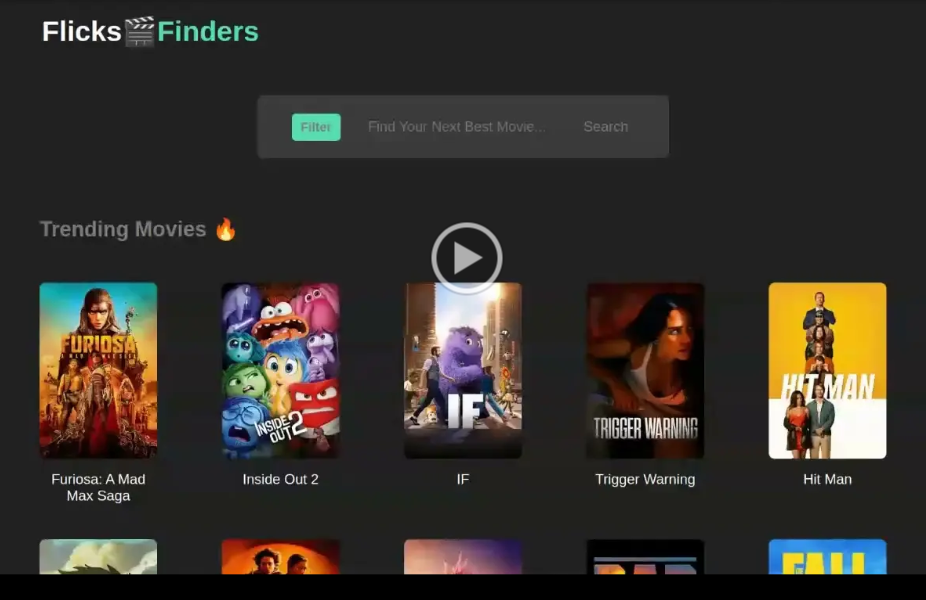 Flicks🎬Finders
Filter Find Your Next Best Movie... Search
Trending Movies 🔥
FURIOSA
INSIDE OUT 2
IF
TRIGGER WARNING
HIT MAN
Furiosa: A Mad Max Saga
Inside Out 2
IF
Trigger Warning
Hit Man
FALL